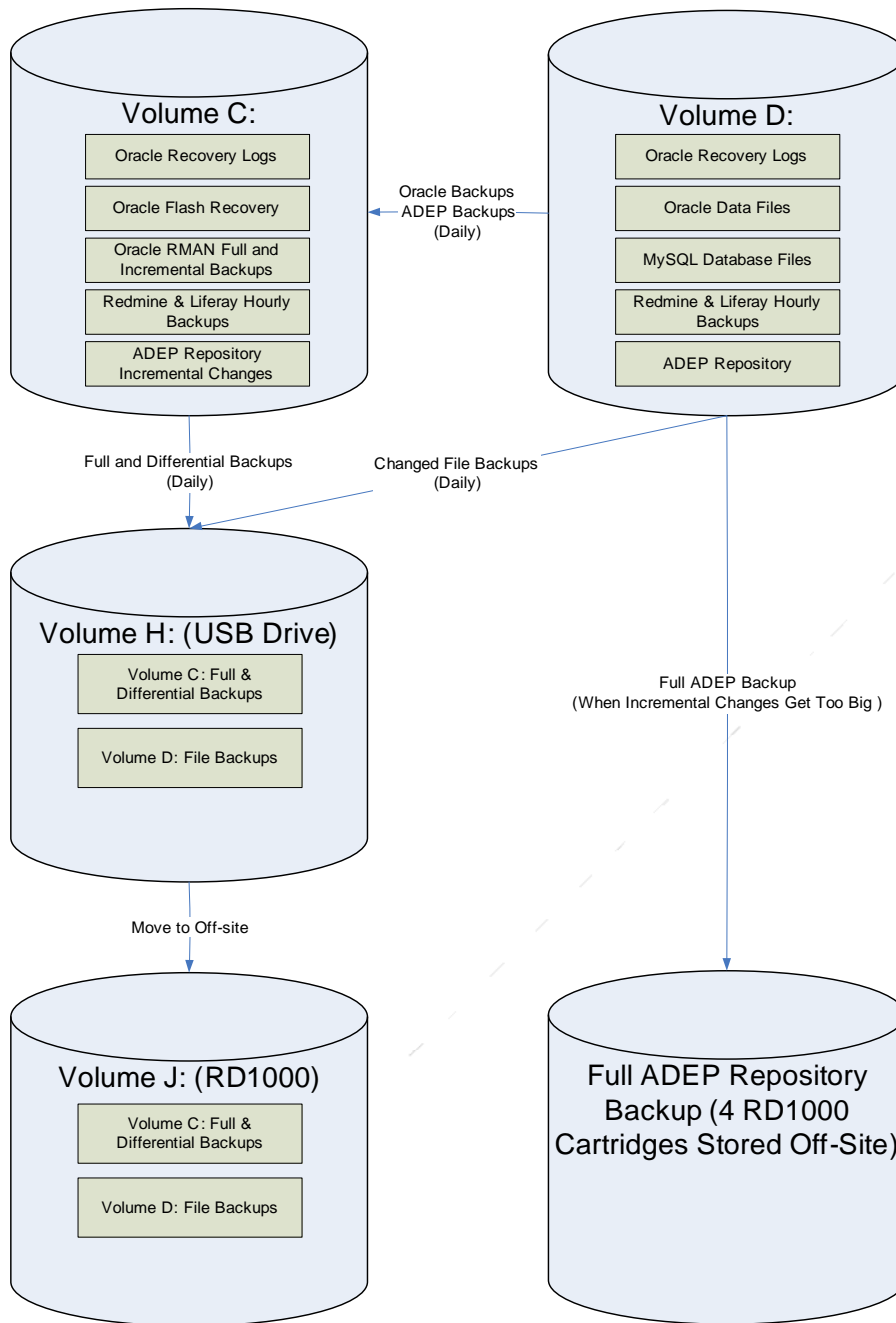 Volume C:
Oracle Recovery Logs
Oracle Flash Recovery
Oracle RMAN Full and
Incremental Backups
Redmine & Liferay Hourly
Backups
ADEP Repository
Incremental Changes
Oracle Backups
ADEP Backups
(Daily)
Volume D:
Oracle Recovery Logs
Oracle Data Files
MySQL Database Files
Redmine & Liferay Hourly
Backups
ADEP Repository
Full and Differential Backups
(Daily)
Changed File Backups
(Daily)
Volume H: (USB Drive)
Volume C: Full &
Differential Backups
Volume D: File Backups
Full ADEP Backup
(When Incremental Changes Get Too Big )
Move to Off-site
Volume J: (RD1000)
Volume C: Full &
Differential Backups
Volume D: File Backups
Full ADEP Repository
Backup (4 RD1000
Cartridges Stored Off-Site)